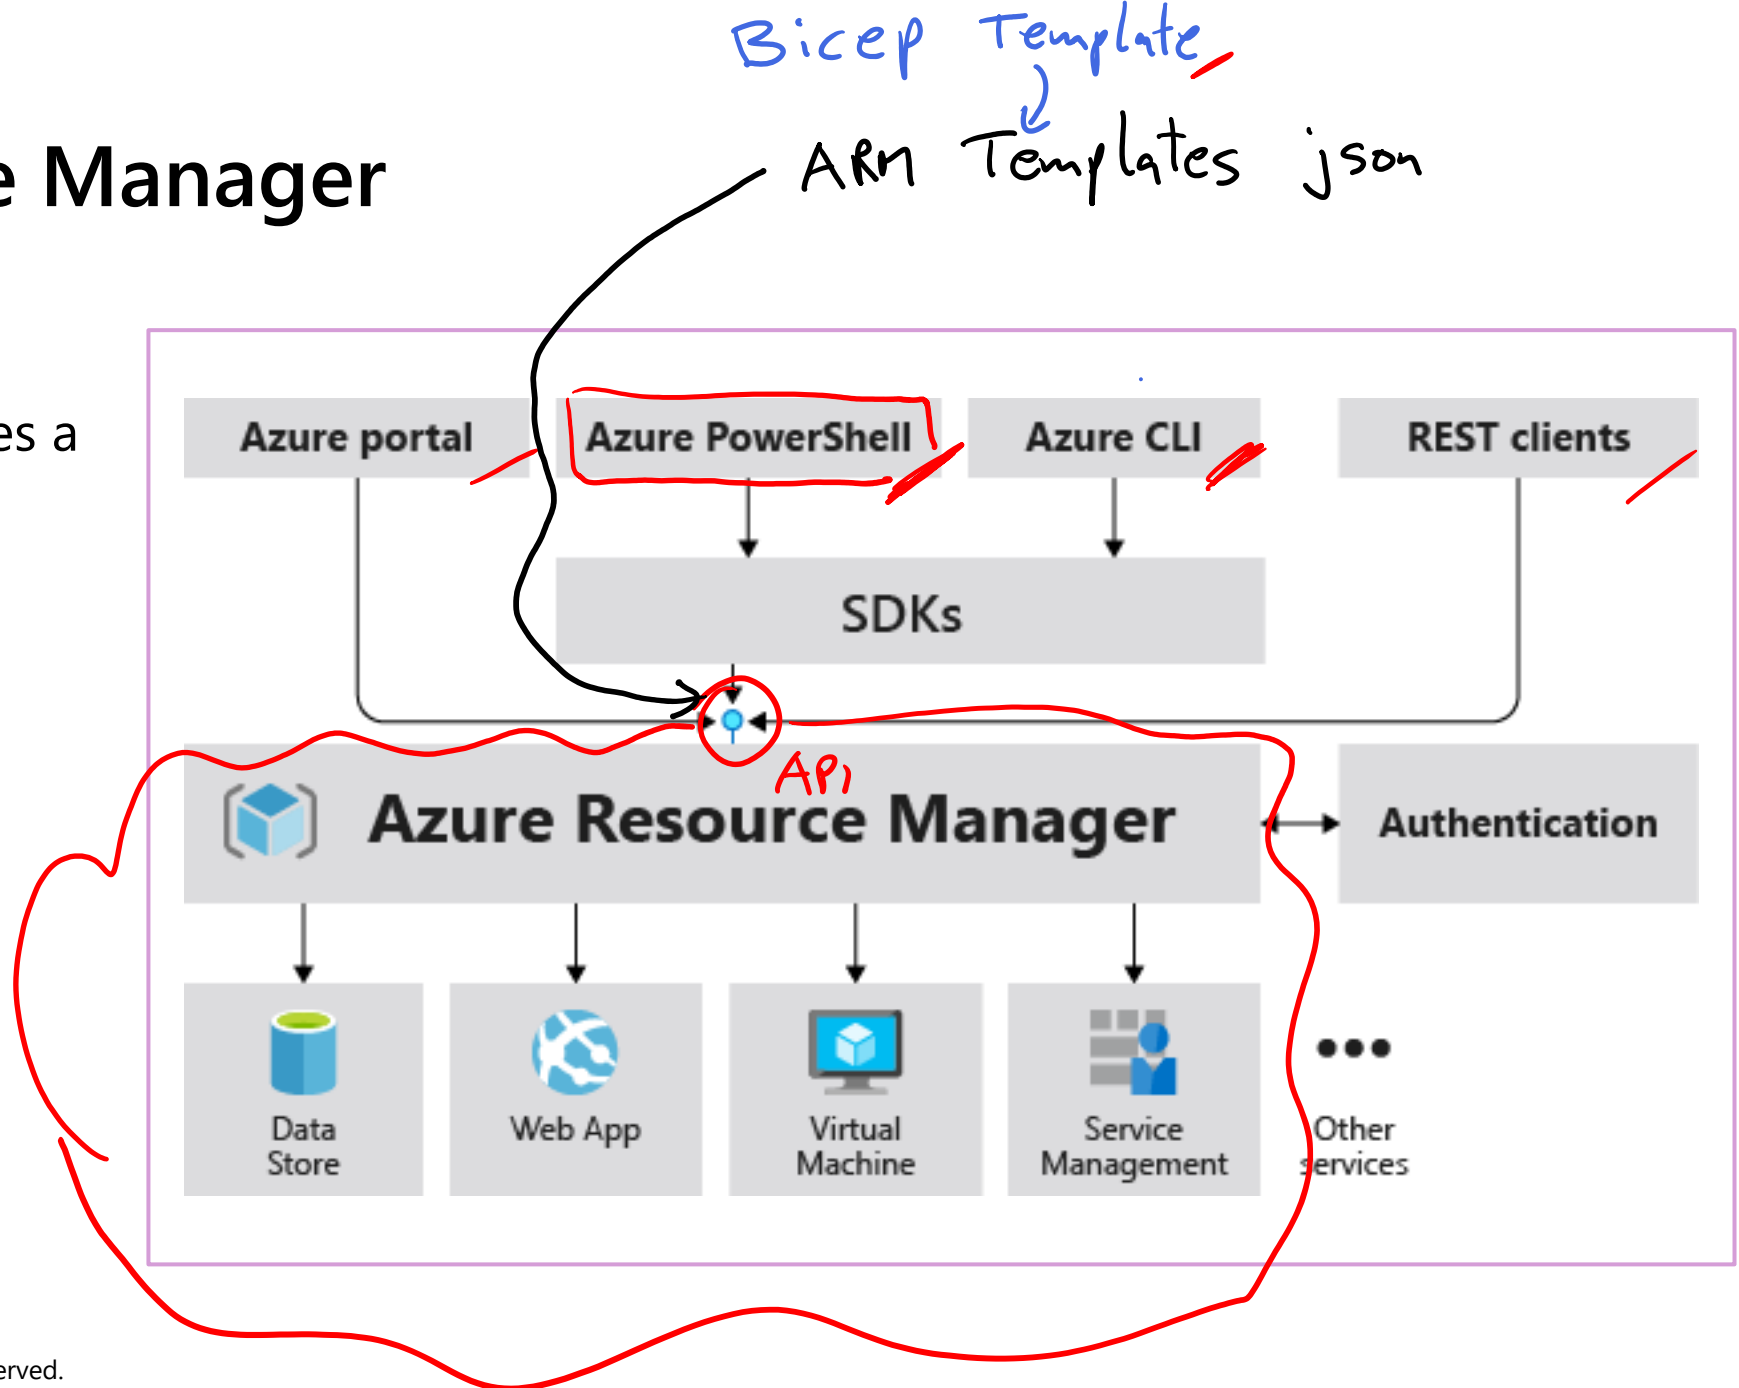 Bicep Template
ARM Templates json
e Manager
es a
Azure portal
Azure PowerShell
Azure CLI
REST clients
SDKs
API
Azure Resource Manager
Authentication
Data
Store
Web App
Virtual
Machine
Service
Management
Other
services
erved.